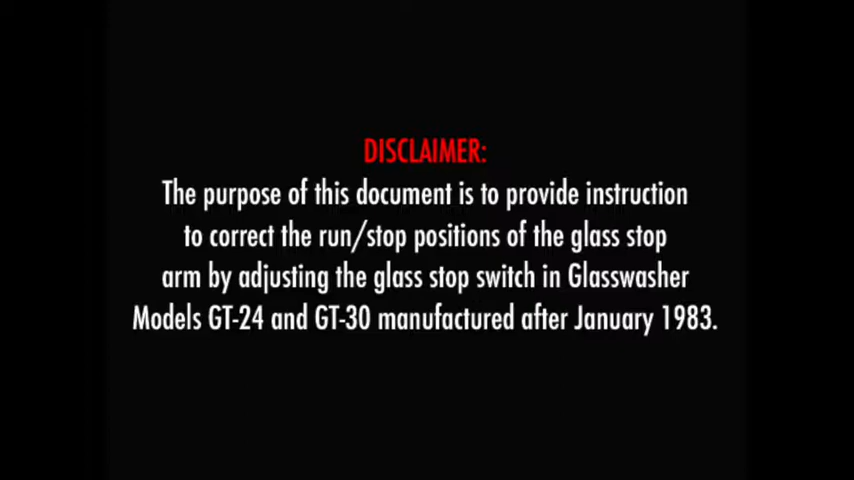 DISCLAIMER:
The purpose of this document is to provide instruction
to correct the run/stop positions of the glass stop
arm by adjusting the glass stop switch in Glasswasher
Models GT-24 and GT-30 manufactured after January 1983.